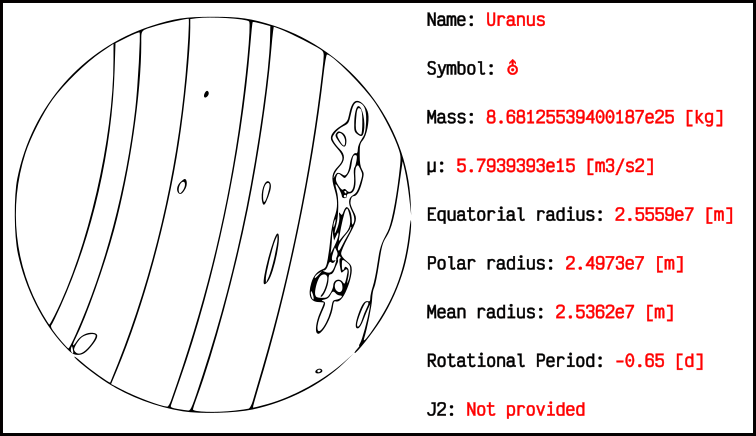 Name: Uranus
Symbol: ⛢
Mass: 8.68125539400187e25 [kg]
μ: 5.7939393e15 [m3/s2]
Equatorial radius: 2.5559e7 [m]
Polar radius: 2.4973e7 [m]
Mean radius: 2.5362e7 [m]
Rotational Period: -0.65 [d]
J2: Not provided